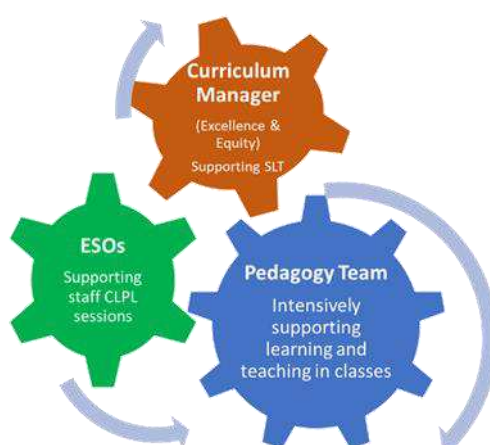 Curriculum
Manager
(Excellence &
Equity)
Supporting SLT
ESOs
Supporting
staff CLPL
sessions
Pedagogy Team
Intensively
supporting
learning and
teaching in classes